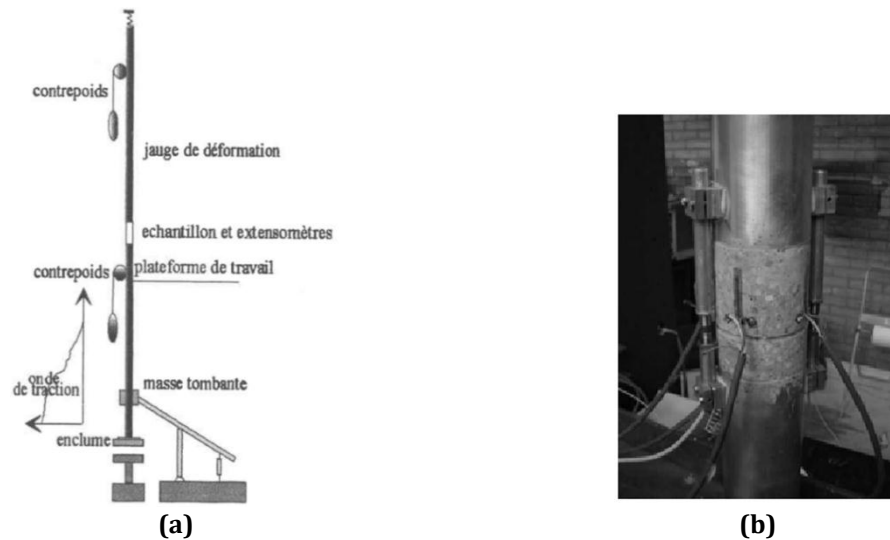 contrepoids
jauge de déformation
echantillon et extensomètres
contrepoids
plateforme de travail
onde
de traction
masse tombante
enclume
(a)
(b)